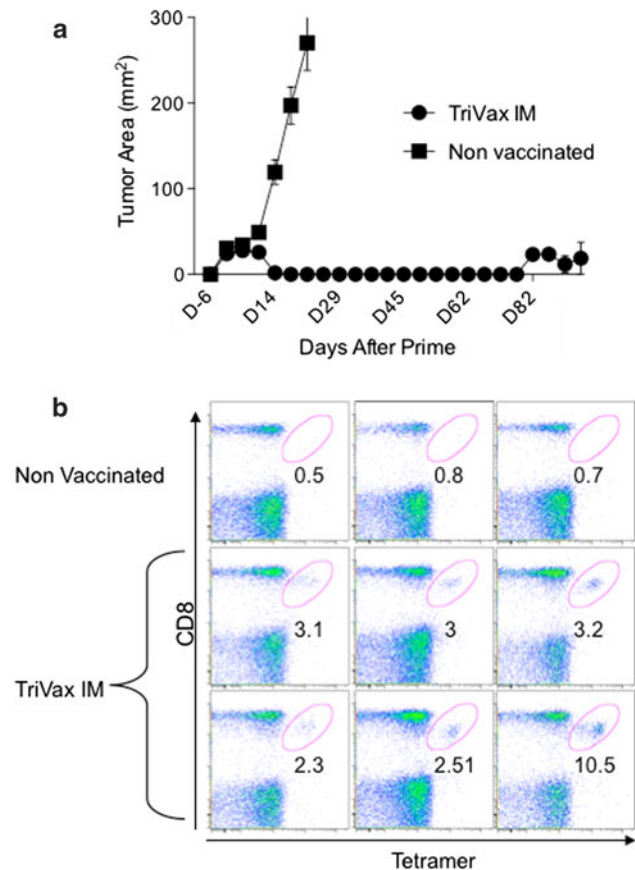 a
300
200
100
0
Tumor Area (mm²)
TriVax IM
Non vaccinated
D-6
D14
D29
D45
D62
D82
Days After Prime
b
Non Vaccinated
0.5
0.8
0.7
CD8
TriVax IM
3.1
3
3.2
2.3
2.51
10.5
Tetramer